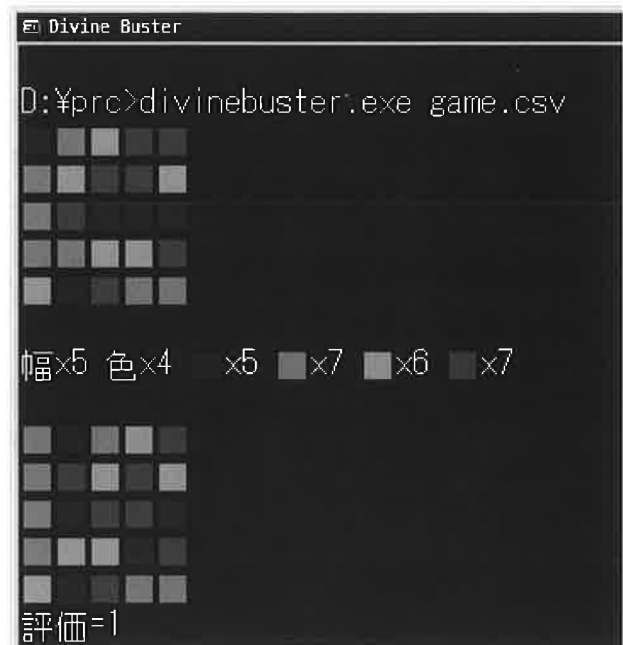 Divine Buster
D:¥prc>divinebuster.exe game.csv
幅×5 色×4 ×5 ×7 ×6 ×7
評価=1